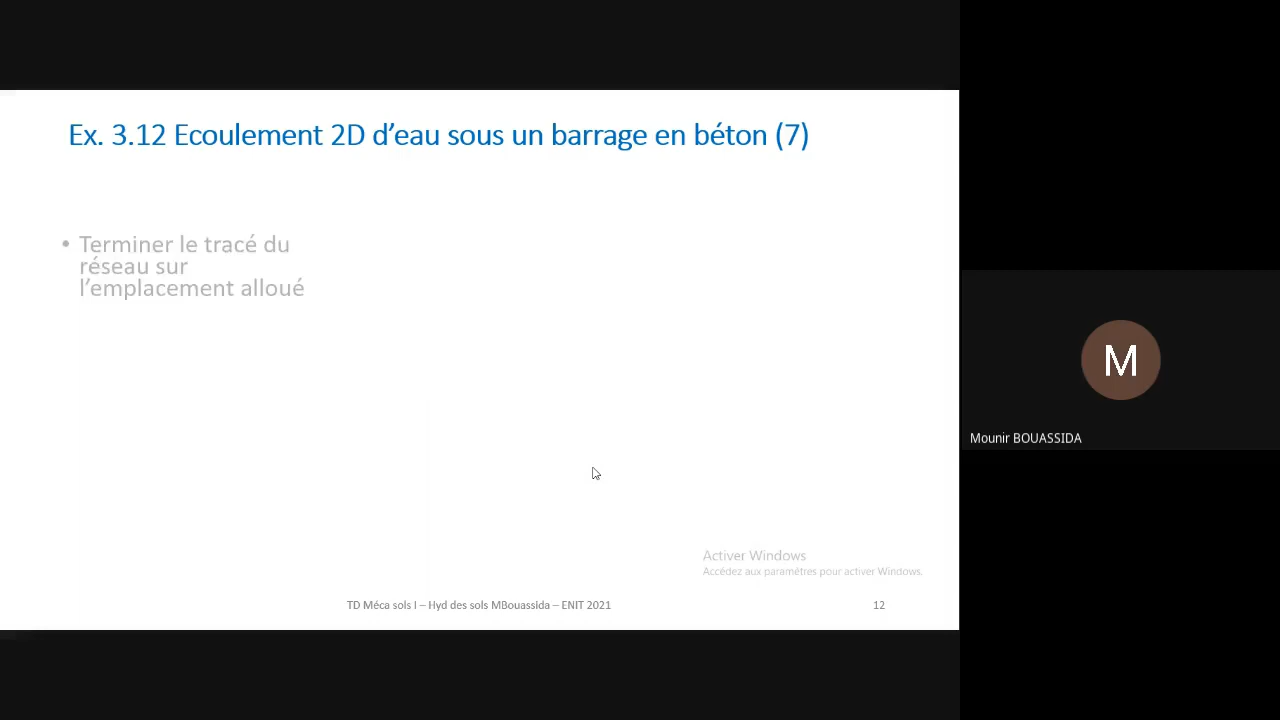 Ex. 3.12 Ecoulement 2D d’eau sous un barrage en béton (7)
• Terminer le tracé du
réseau sur
l’emplacement alloué
M
Mounir BOUASSIDA
Activer Windows
Accédez aux paramètres pour activer Windows.
TD Méca sols I – Hyd des sols MBouassida – ENIT 2021
12